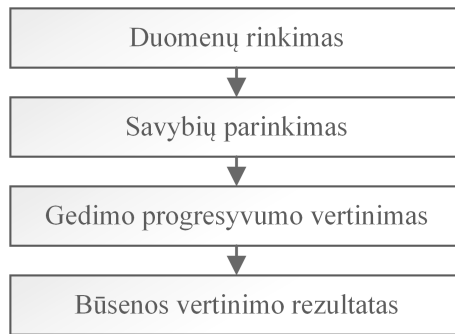 Duomenų rinkimas
Savybių parinkimas
Gedimo progresyvumo vertinimas
Būsenos vertinimo rezultatas